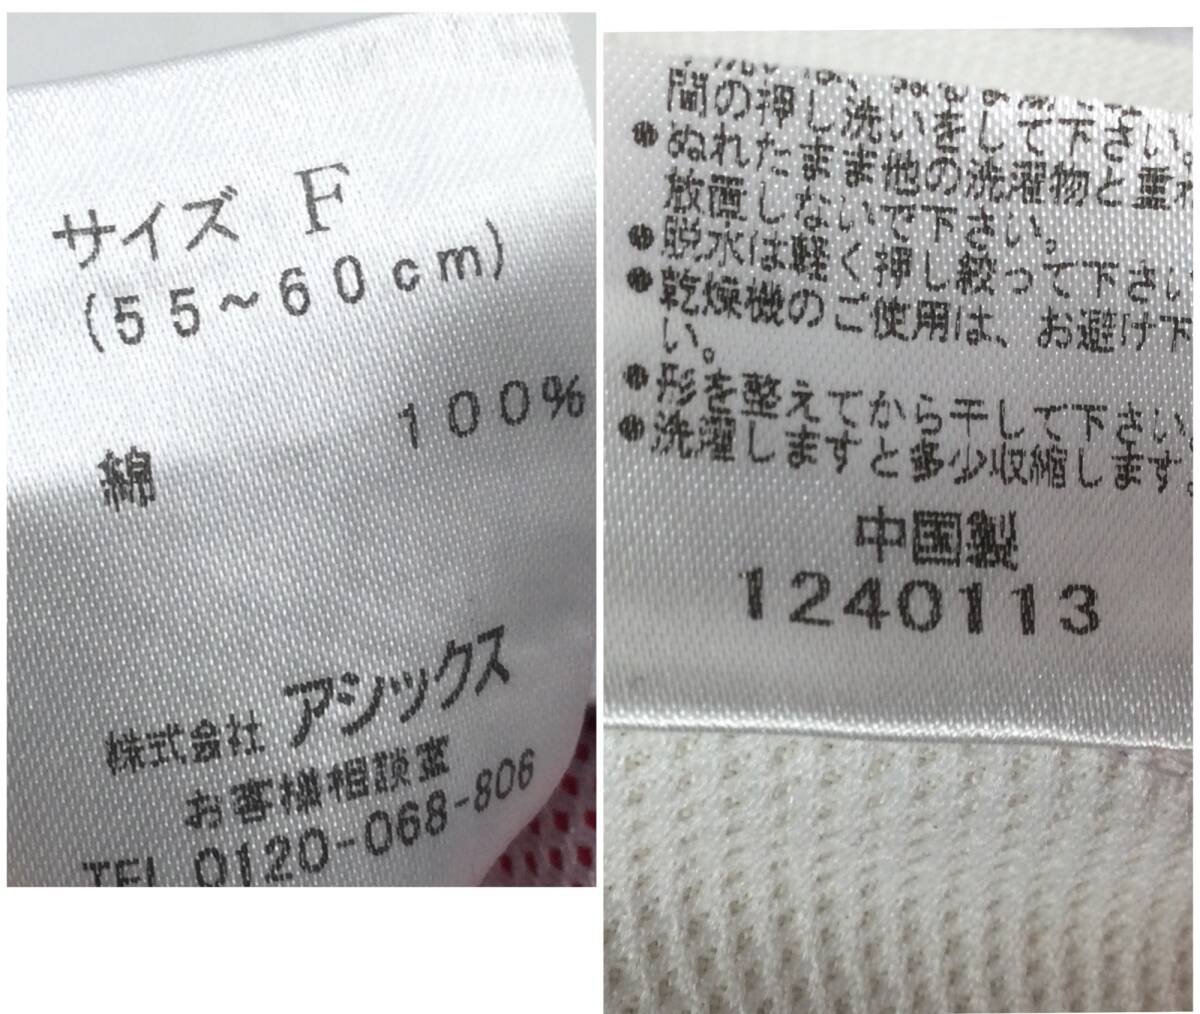 サイズ F
(55~60cm)
綿 100%
株式会社 アシックス
お客様相談室
TEL 0120-068-806
間の押し洗いをして下さい。
●ぬれたまま他の洗濯物と重ね
放置しないで下さい。
●脱水は軽く押し絞って下さい
●乾燥機のご使用は、お避け下
い。
●形を整えてから干して下さい。
●洗濯しますと多少収縮します。
中国製
1240113